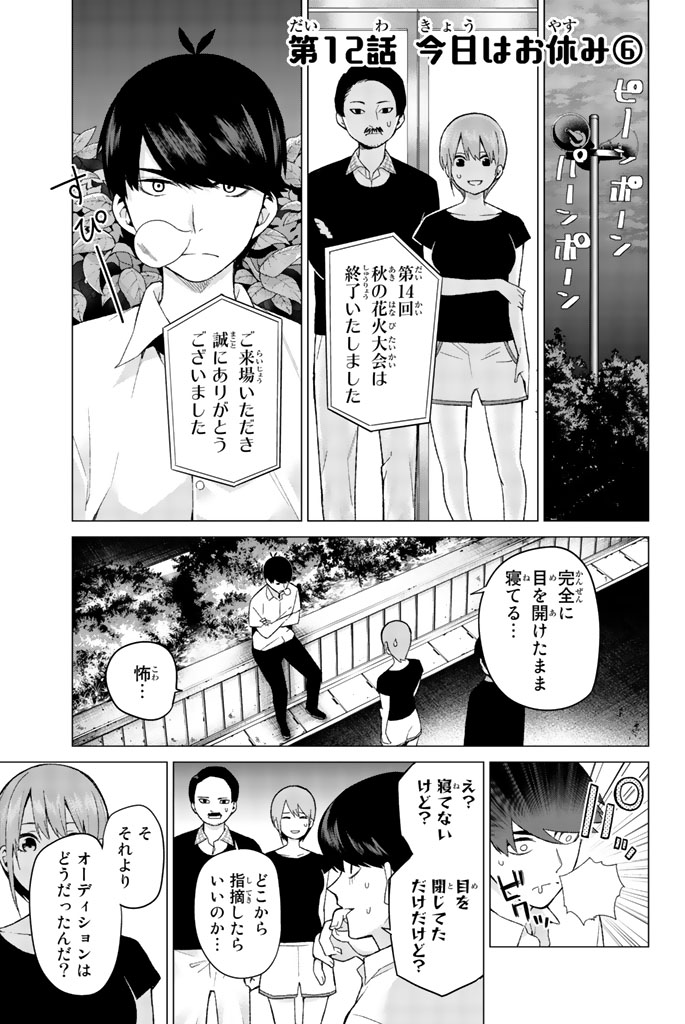 第12話 今日はお休み⑥
ピーンポーン
パーンポーン
第14回
秋の花火大会は
終了いたしました
ご来場いただき
誠にありがとう
ございました
すぴー
完全に
目を開けたまま
寝てる…
怖…
パン
ビクッ
え?
寝てない
けど?
目を
閉じてた
だけだけど?
どこから
指摘したら
いいのか…
そ
それより
オーディションは
どうだったんだ?